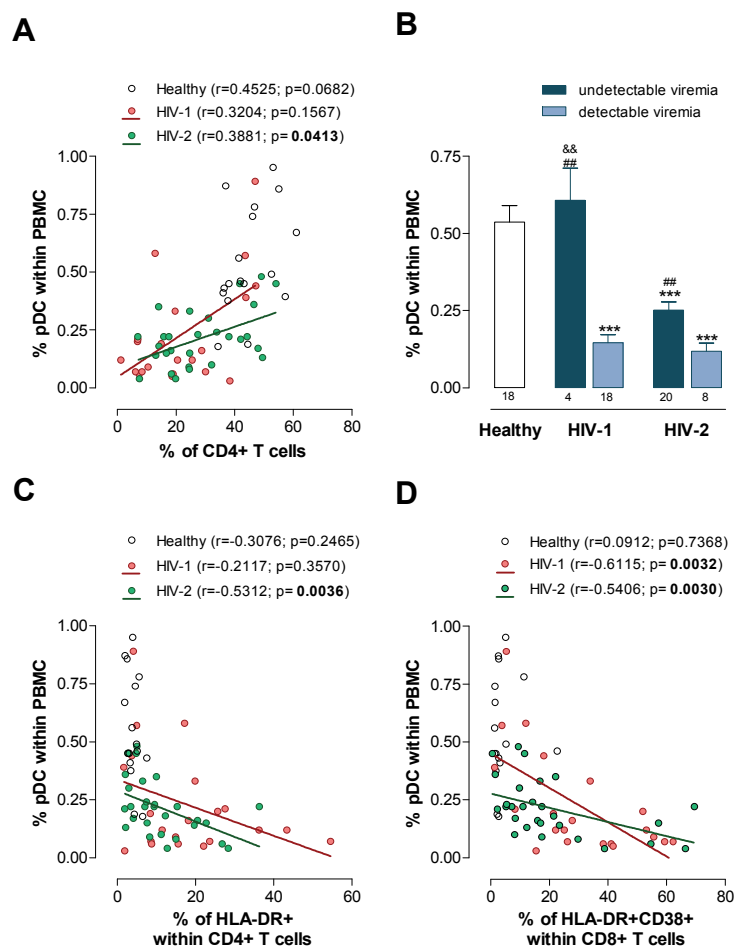 A
Healthy (r=0.4525; p=0.0682)
HIV-1 (r=0.3204; p=0.1567)
HIV-2 (r=0.3881; p= 0.0413)
1.00
0.75
0.50
0.25
0.00
% pDC within PBMC
0 20 40 60 80
% of CD4+ T cells
B
undetectable viremia
detectable viremia
0.75
0.50
0.25
0.00
% pDC within PBMC
&&
##
***
##
***
***
18 4 18 20 8
Healthy HIV-1 HIV-2
C
Healthy (r=-0.3076; p=0.2465)
HIV-1 (r=-0.2117; p=0.3570)
HIV-2 (r=-0.5312; p= 0.0036)
1.00
0.75
0.50
0.25
0.00
% pDC within PBMC
0 20 40 60
% of HLA-DR+
within CD4+ T cells
D
Healthy (r=0.0912; p=0.7368)
HIV-1 (r=-0.6115; p= 0.0032)
HIV-2 (r=-0.5406; p= 0.0030)
1.00
0.75
0.50
0.25
0.00
% pDC within PBMC
0 20 40 60 80
% of HLA-DR+CD38+
within CD8+ T cells